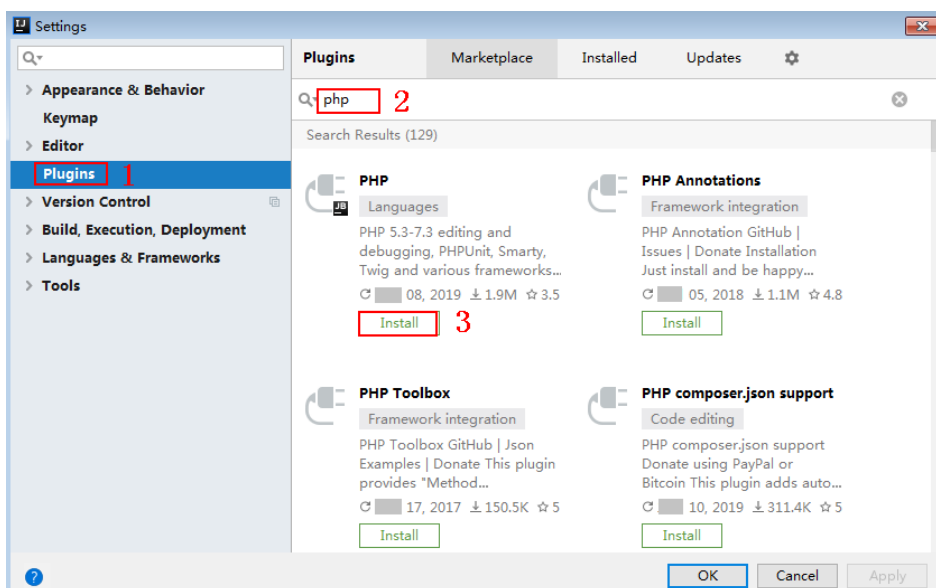 Settings
Appearance & Behavior
Keymap
Editor
Plugins
1
Version Control
Build, Execution, Deployment
Languages & Frameworks
Tools
Plugins Marketplace Installed Updates
php 2
Search Results (129)
PHP
Languages
PHP 5.3-7.3 editing and
debugging, PHPUnit, Smarty,
Twig and various frameworks...
08, 2019 1.9M 3.5
Install 3
PHP Annotations
Framework integration
PHP Annotation GitHub |
Issues | Donate Installation
Just install and be happy...
05, 2018 1.1M 4.8
Install
PHP Toolbox
Framework integration
PHP Toolbox GitHub | Json
Examples | Donate This plugin
provides "Method...
17, 2017 150.5K 5
Install
PHP composer.json support
Code editing
PHP composer.json support
Donate using PayPal or
Bitcoin This plugin adds auto...
10, 2019 311.4K 5
Install
? OK Cancel Apply